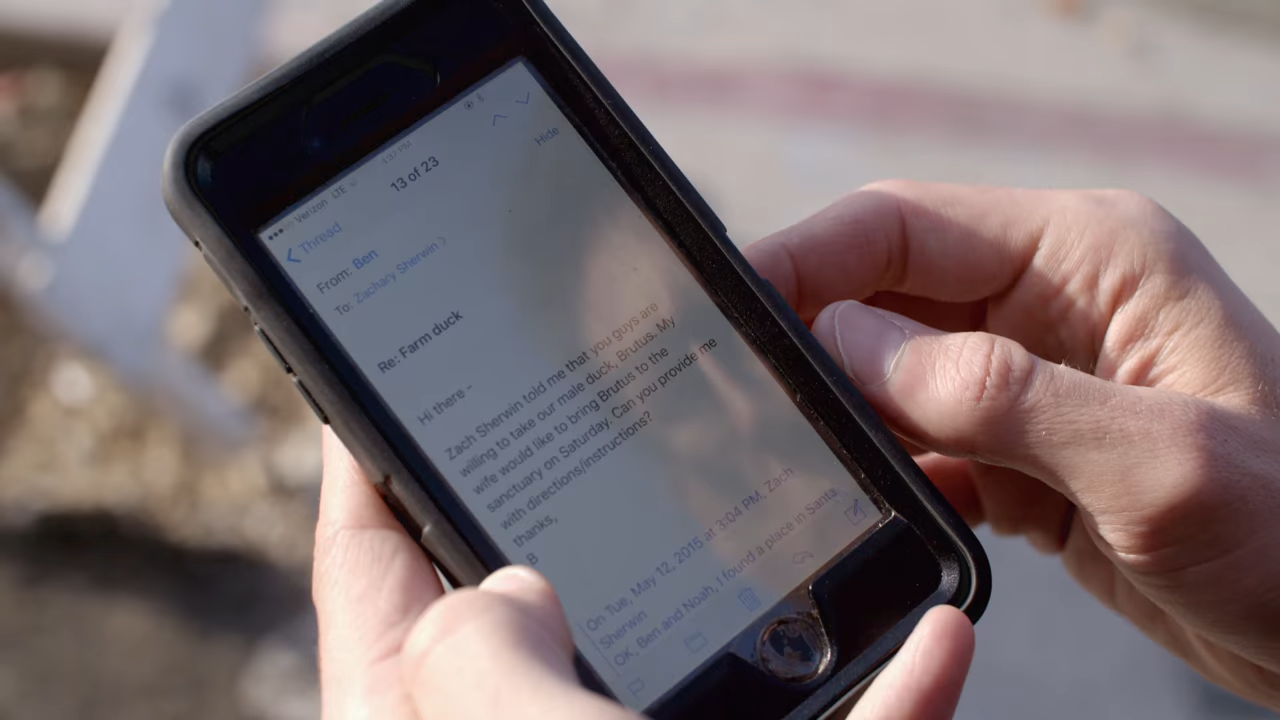 Verizon LTE 4:37 PM
Thread
13 of 23
From: Ben
Hide
To: Zachary Sherwin
Re: Farm duck
Hi there -
Zach Sherwin told me that you guys are
willing to take our male duck, Brutus. My
wife would like to bring Brutus to the
sanctuary on Saturday. Can you provide me
with directions/instructions?
thanks,
B
On Tue, May 12, 2015 at 3:04 PM, Zach
Sherwin
OK, Ben and Noah, I found a place in Santa